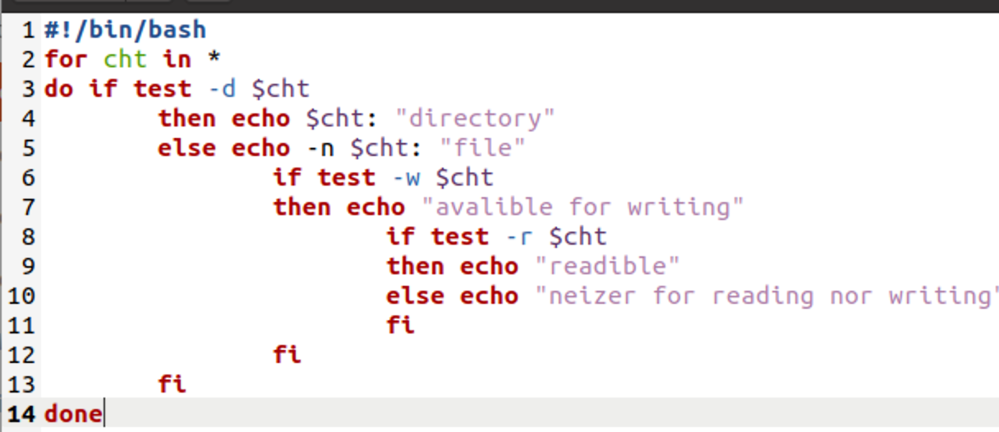 1 #!/bin/bash
2 for cht in *
3 do if test -d $cht
4 then echo $cht: "directory"
5 else echo -n $cht: "file"
6 if test -w $cht
7 then echo "avalible for writing"
8 if test -r $cht
9 then echo "readible"
10 else echo "neizer for reading nor writing"
11 fi
12 fi
13 fi
14 done